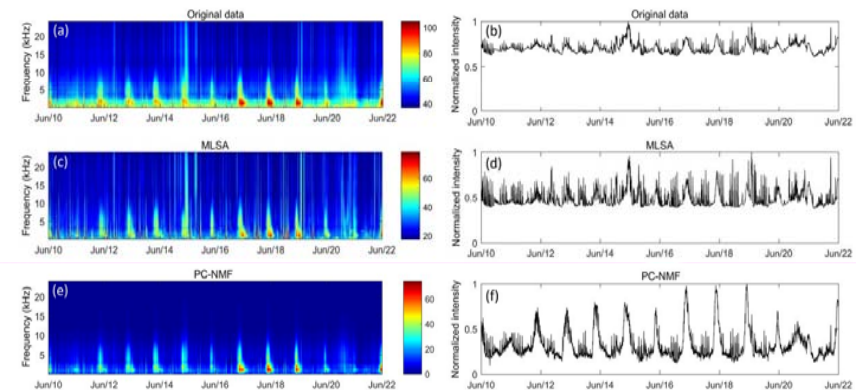 Original data
(a)
Frequency (kHz)
20
15
10
5
Jun/10 Jun/12 Jun/14 Jun/16 Jun/18 Jun/20 Jun/22
100
80
60
40
Original data
(b)
Normalized intensity
1
0.5
0
Jun/10 Jun/12 Jun/14 Jun/16 Jun/18 Jun/20 Jun/22
MLSA
(c)
Frequency (kHz)
20
15
10
5
Jun/10 Jun/12 Jun/14 Jun/16 Jun/18 Jun/20 Jun/22
60
40
20
MLSA
(d)
Normalized intensity
1
0.5
0
Jun/10 Jun/12 Jun/14 Jun/16 Jun/18 Jun/20 Jun/22
PC-NMF
(e)
Frequency (kHz)
20
15
10
5
Jun/10 Jun/12 Jun/14 Jun/16 Jun/18 Jun/20 Jun/22
60
40
20
0
PC-NMF
(f)
Normalized intensity
1
0.5
0
Jun/10 Jun/12 Jun/14 Jun/16 Jun/18 Jun/20 Jun/22